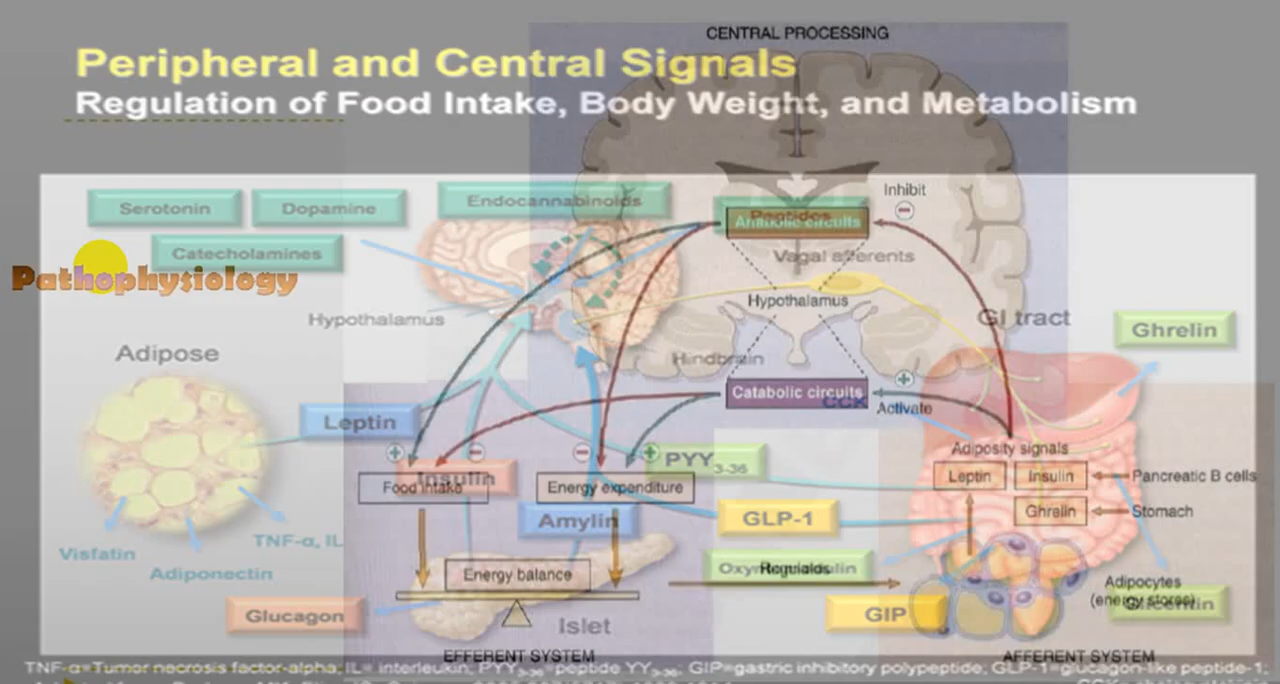 CENTRAL PROCESSING
Peripheral and Central Signals
Regulation of Food Intake, Body Weight, and Metabolism
Inhibit
Serotonin
Dopamine
Endocannabinoids
Peptides
Anabolic circuits
Catecholamines
Vagal afferents
Pathophysiology
Hypothalamus
Hypothalamus
GI tract
Ghrelin
Adipose
Hindbrain
Catabolic circuits
CCK
Activate
Leptin
Adiposity signals
PYY3-36
Insulin
Food intake
Energy expenditure
Leptin
Insulin
Pancreatic B cells
Amylin
GLP-1
Ghrelin
Stomach
TNF-α, IL
Visfatin
Adiponectin
Energy balance
Regulates
Adipocytes
(energy stores)
Glucagon
GIP
Islet
EFFERENT SYSTEM
AFFERENT SYSTEM
TNF-α=Tumor necrosis factor-alpha; IL= interleukin; PYY3-36=peptide YY3-36; GIP=gastric inhibitory polypeptide; GLP-1=glucagon-like peptide-1;